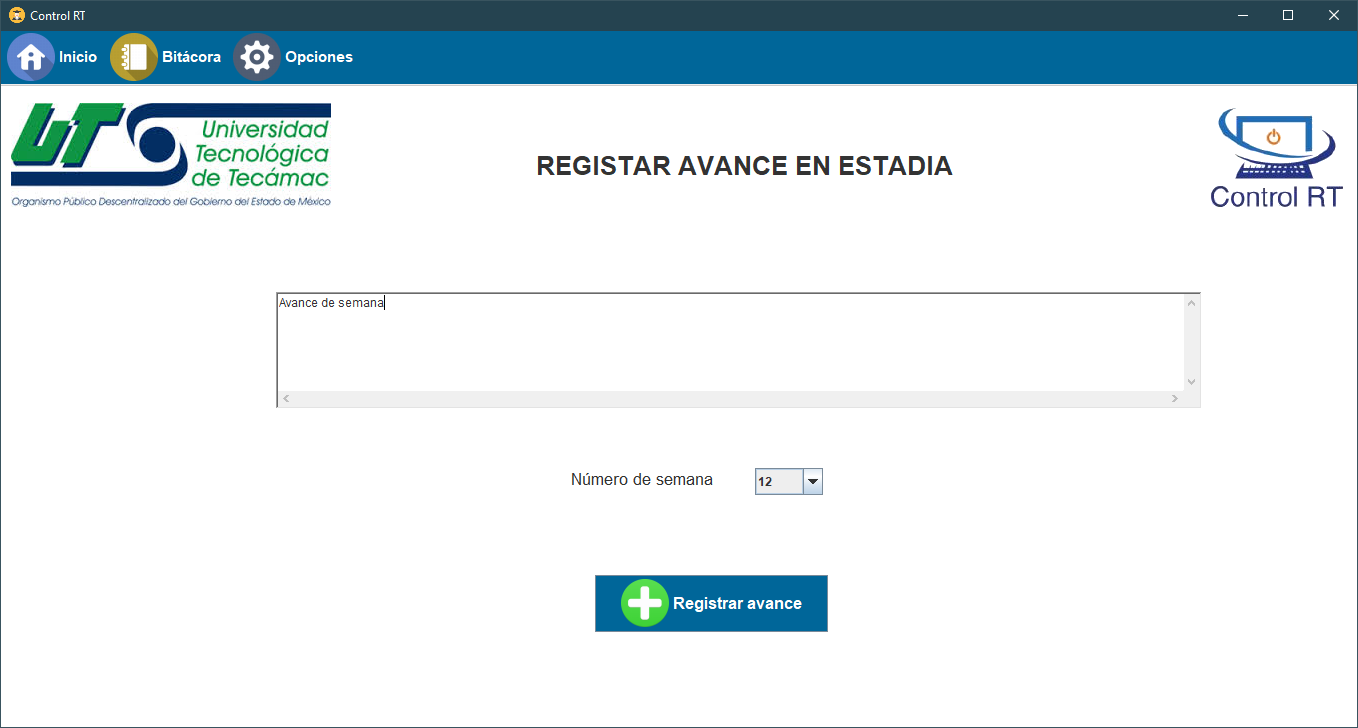 Control RT
Inicio Bitácora Opciones
UT
Universidad
Tecnológica
de Tecámac
Organismo Público Descentralizado del Gobierno del Estado de México
REGISTAR AVANCE EN ESTADIA
Control RT
Avance de semana
Número de semana 12
Registrar avance